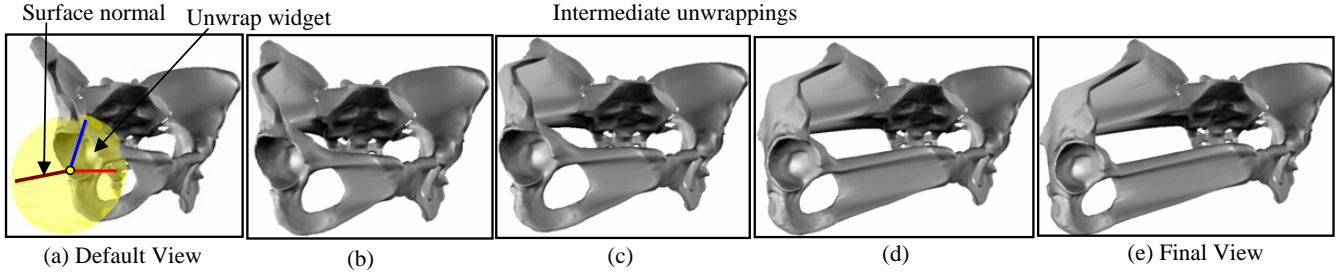 Surface normal
Unwrap widget
Intermediate unwrappings
(a) Default View
(b)
(c)
(d)
(e) Final View